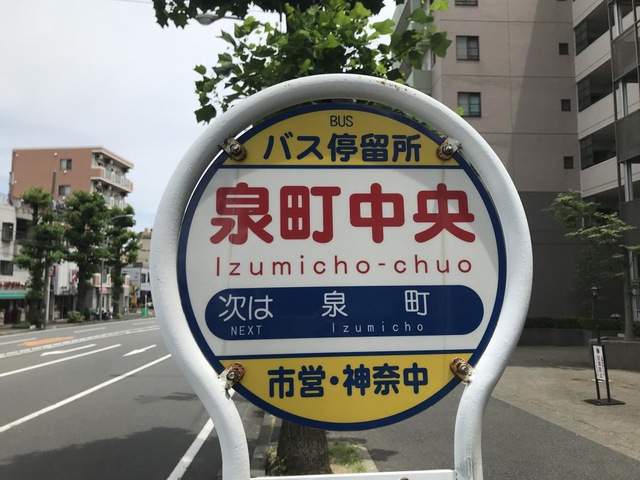 BUS
バス停留所
泉町中央
Izumicho-chuo
次は 泉町
NEXT Izumicho
市営・神奈中